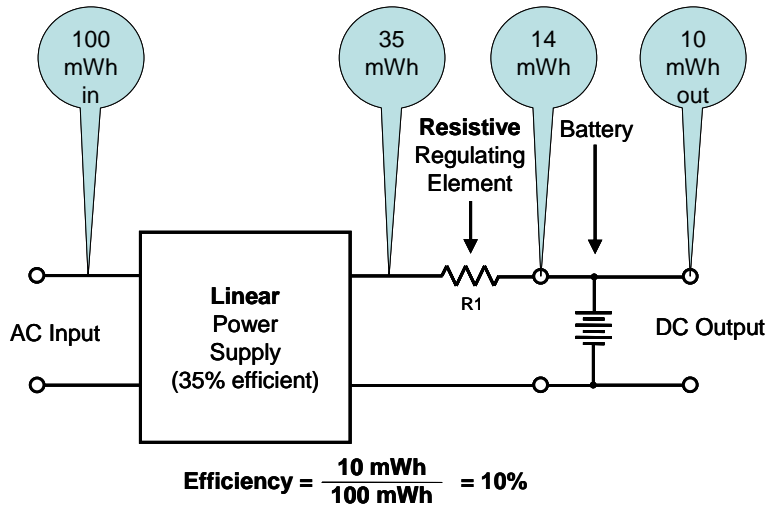 100
mWh
in
35
mWh
14
mWh
10
mWh
out
Resistive
Regulating
Element
Battery
R1
Linear
Power
Supply
(35% efficient)
AC Input
DC Output
Efficiency = 10 mWh / 100 mWh = 10%